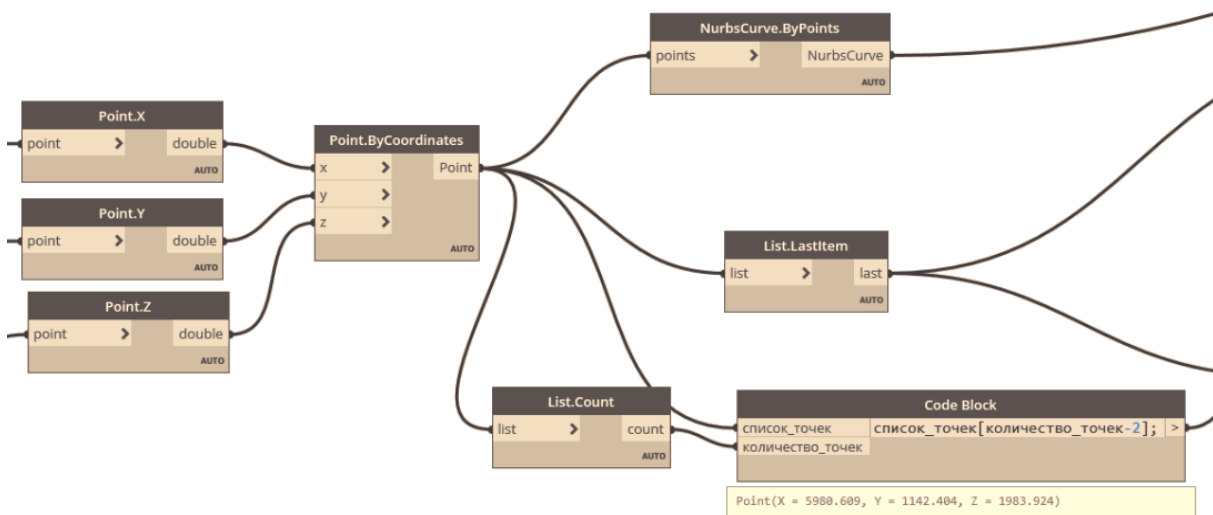 NurbsCurve.ByPoints
points > NurbsCurve
AUTO
Point.X
point > double
AUTO
Point.ByCoordinates
x > Point
y >
z >
AUTO
Point.Y
point > double
AUTO
List.LastItem
list > last
AUTO
Point.Z
point > double
AUTO
List.Count
list > count
AUTO
Code Block
список_точек список_точек[количество_точек-2]; >
количество_точек
Point(X = 5980.609, Y = 1142.404, Z = 1983.924)